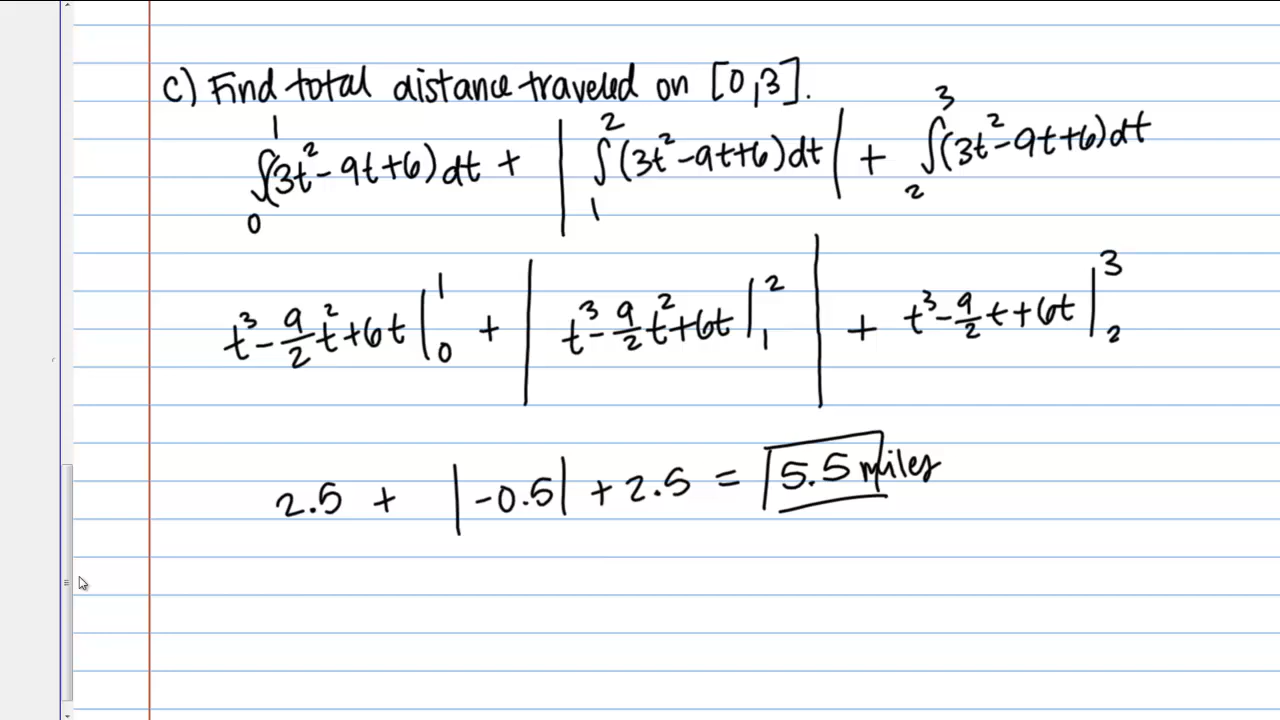 c) Find total distance traveled on [0,3].
∫₀¹(3t²-9t+6)dt + |∫₁²(3t²-9t+6)dt| + ∫₂³(3t²-9t+6)dt
t³-9/2t²+6t|₀¹ + |t³-9/2t²+6t|₁²| + t³-9/2t+6t|₂³
2.5 + |-0.5| + 2.5 = 5.5 miles